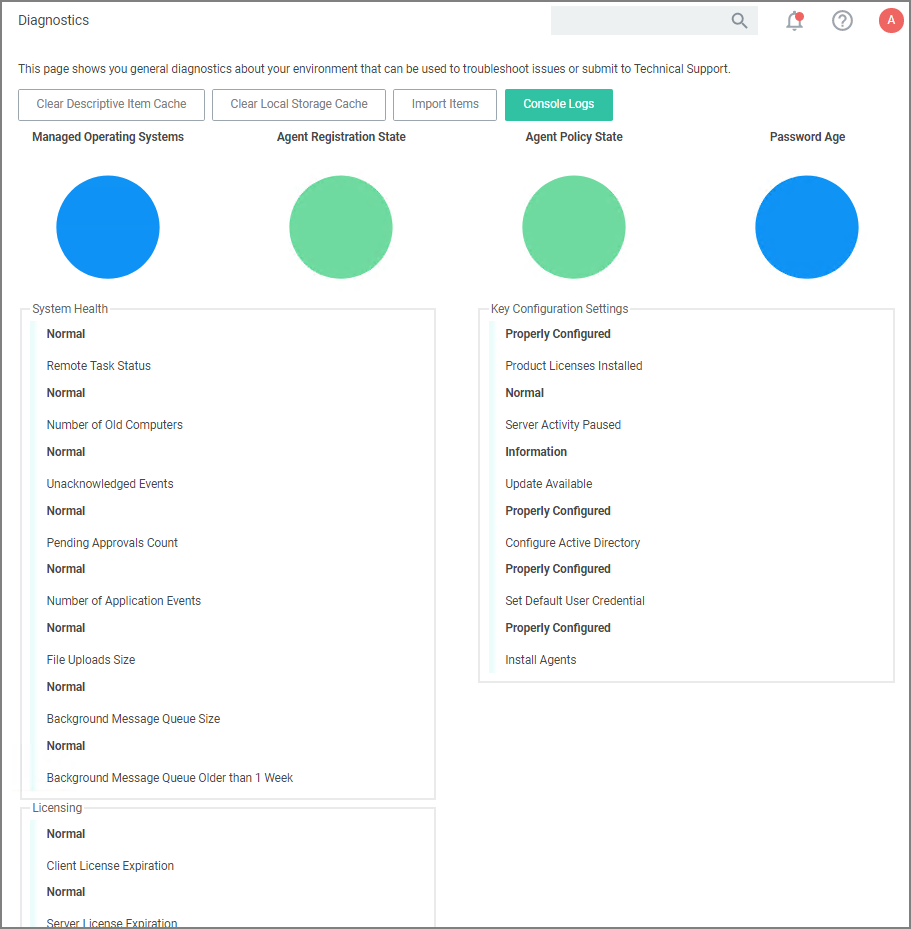 Diagnostics
A
This page shows you general diagnostics about your environment that can be used to troubleshoot issues or submit to Technical Support.
Clear Descriptive Item Cache
Clear Local Storage Cache
Import Items
Console Logs
Managed Operating Systems
Agent Registration State
Agent Policy State
Password Age
System Health
Normal
Remote Task Status
Normal
Number of Old Computers
Normal
Unacknowledged Events
Normal
Pending Approvals Count
Normal
Number of Application Events
Normal
File Uploads Size
Normal
Background Message Queue Size
Normal
Background Message Queue Older than 1 Week
Key Configuration Settings
Properly Configured
Product Licenses Installed
Normal
Server Activity Paused
Information
Update Available
Properly Configured
Configure Active Directory
Properly Configured
Set Default User Credential
Properly Configured
Install Agents
Licensing
Normal
Client License Expiration
Normal
Server License Expiration